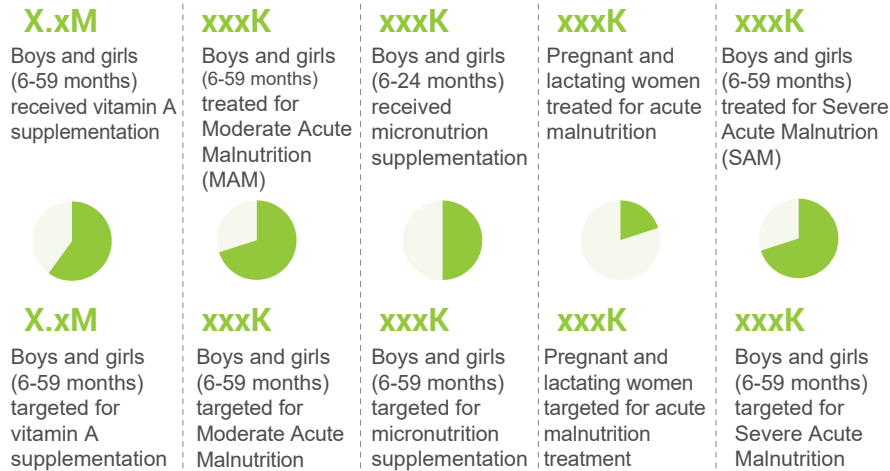 X.xM
Boys and girls
(6-59 months)
received vitamin A
supplementation
xxxK
Boys and girls
(6-59 months)
treated for
Moderate Acute
Malnutrition
(MAM)
xxxK
Boys and girls
(6-24 months)
received
micronutrion
supplementation
xxxK
Pregnant and
lactating women
treated for acute
malnutrition
xxxK
Boys and girls
(6-59 months)
treated for Severe
Acute Malnutrion
(SAM)
X.xM
Boys and girls
(6-59 months)
targeted for
vitamin A
supplementation
xxxK
Boys and girls
(6-59 months)
targeted for
Moderate Acute
Malnutrition
xxxK
Boys and girls
(6-59 months)
targeted for
micronutrition
supplementation
xxxK
Pregnant and
lactating women
targeted for acute
malnutrition
treatment
xxxK
Boys and girls
(6-59 months)
targeted for
Severe Acute
Malnutrition